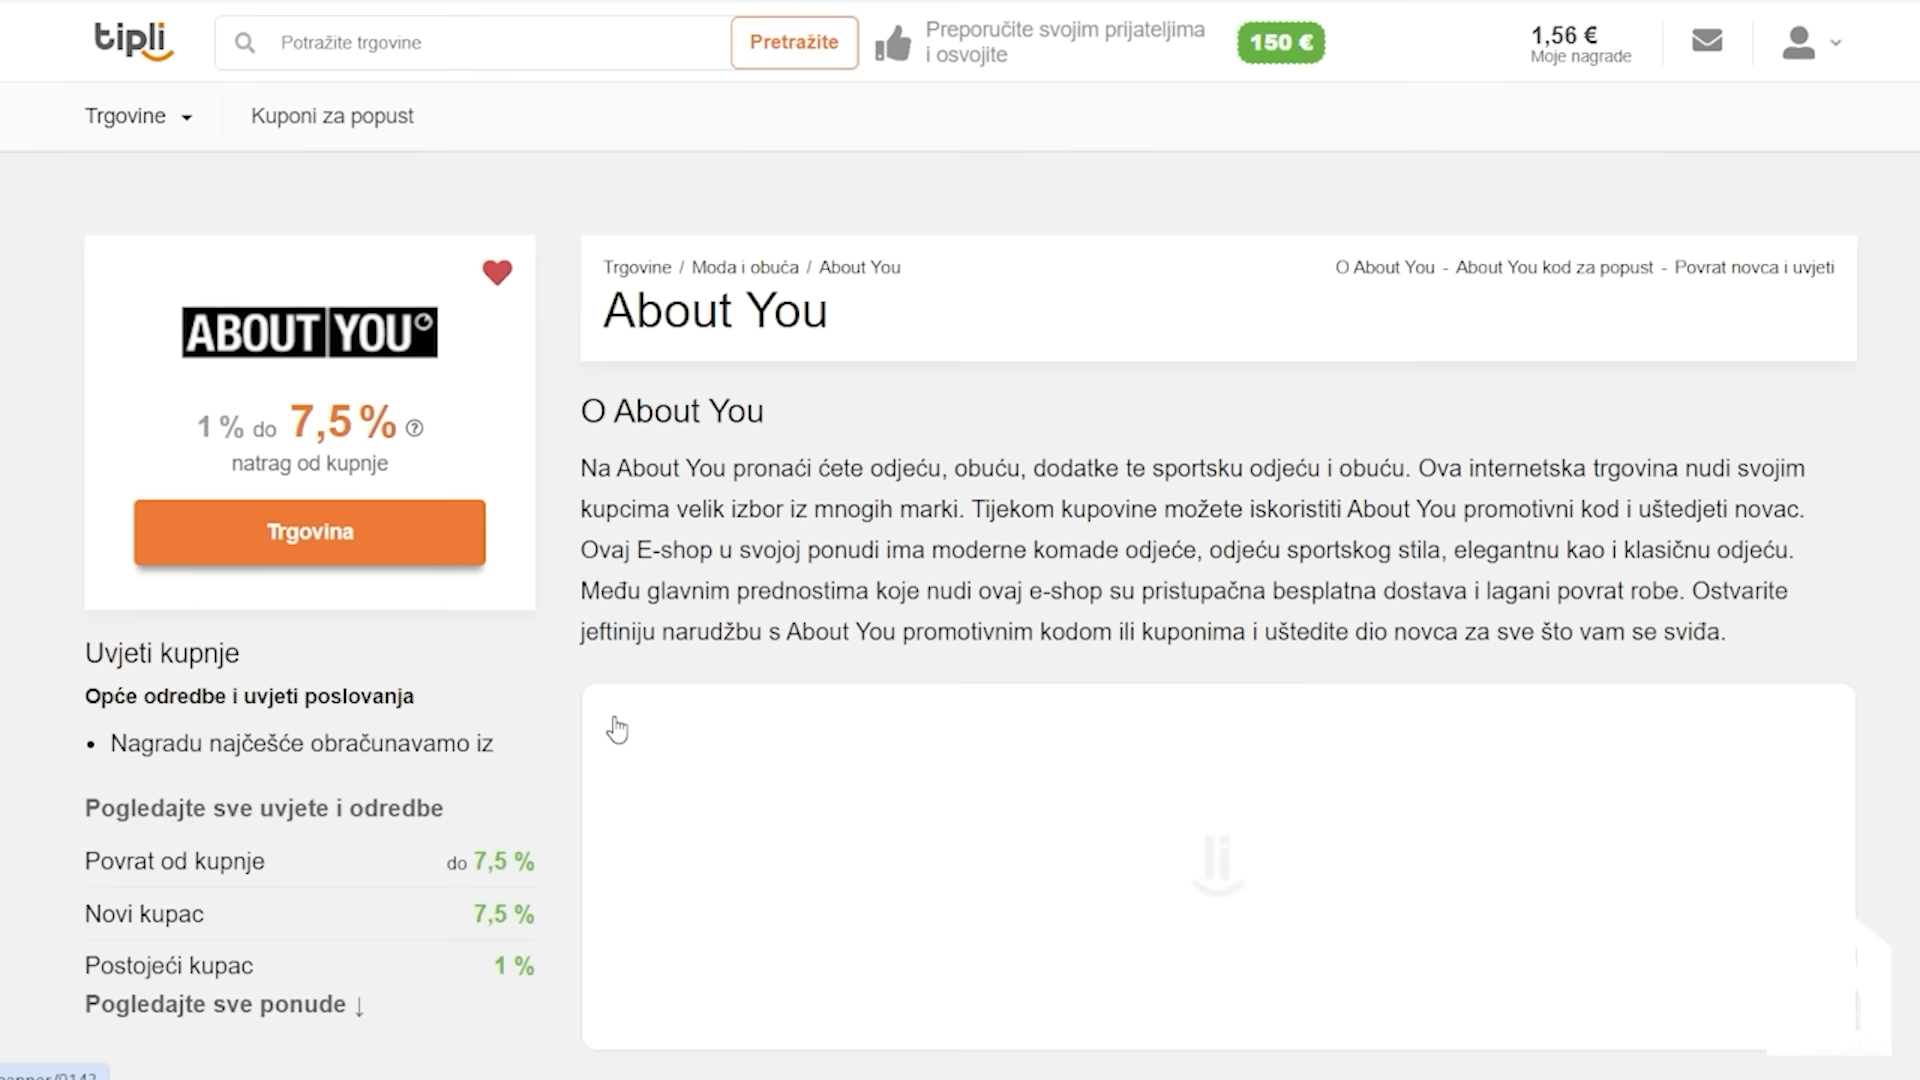 tipli
Potražite trgovine
Pretražite
Preporučite svojim prijateljima
i osvojite
150 €
1,56 €
Moje nagrade
Trgovine
Kuponi za popust
ABOUT YOU
1 % do 7,5 %
natrag od kupnje
Trgovina
Uvjeti kupnje
Opće odredbe i uvjeti poslovanja
• Nagradu najčešće obračunavamo iz
Pogledajte sve uvjete i odredbe
Povrat od kupnje do 7,5 %
Novi kupac 7,5 %
Postojeći kupac 1 %
Pogledajte sve ponude ↓
Trgovine / Moda i obuća / About You
O About You - About You kod za popust - Povrat novca i uvjeti
About You
O About You
Na About You pronaći ćete odjeću, obuću, dodatke te sportsku odjeću i obuću. Ova internetska trgovina nudi svojim
kupcima velik izbor iz mnogih marki. Tijekom kupovine možete iskoristiti About You promotivni kod i uštedjeti novac.
Ovaj E-shop u svojoj ponudi ima moderne komade odjeće, odjeću sportskog stila, elegantnu kao i klasičnu odjeću.
Među glavnim prednostima koje nudi ovaj e-shop su pristupačna besplatna dostava i lagani povrat robe. Ostvarite
jeftiniju narudžbu s About You promotivnim kodom ili kuponima i uštedite dio novca za sve što vam se sviđa.
li